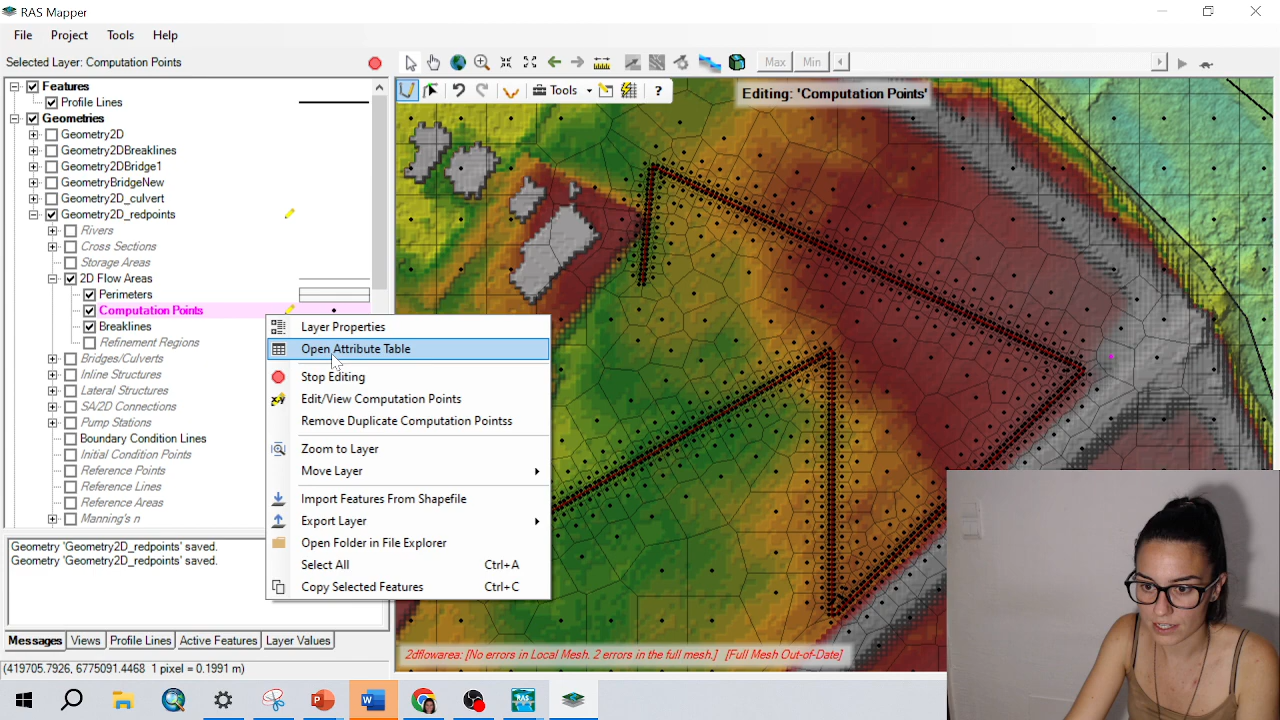 RAS Mapper
File Project Tools Help
Selected Layer: Computation Points
Max Min
Features
Profile Lines
Geometries
Geometry2D
Geometry2DBreaklines
Geometry2DBridge1
GeometryBridgeNew
Geometry2D_culvert
Geometry2D_redpoints
Rivers
Cross Sections
Storage Areas
2D Flow Areas
Perimeters
Computation Points
Breaklines
Refinement Regions
Bridges/Culverts
Inline Structures
Lateral Structures
SA/2D Connections
Pump Stations
Boundary Condition Lines
Initial Condition Points
Reference Points
Reference Lines
Reference Areas
Manning's n
Tools ?
Editing: 'Computation Points'
Layer Properties
Open Attribute Table
Stop Editing
Edit/View Computation Points
Remove Duplicate Computation Pointss
Zoom to Layer
Move Layer
Import Features From Shapefile
Export Layer
Open Folder in File Explorer
Select All Ctrl+A
Copy Selected Features Ctrl+C
Geometry 'Geometry2D_redpoints' saved.
Geometry 'Geometry2D_redpoints' saved.
Messages Views Profile Lines Active Features Layer Values
2dflowarea: [No errors in Local Mesh. 2 errors in the full mesh.] [Full Mesh Out-of-Date]
(419705.7926, 6775091.4468 1 pixel = 0.1991 m)